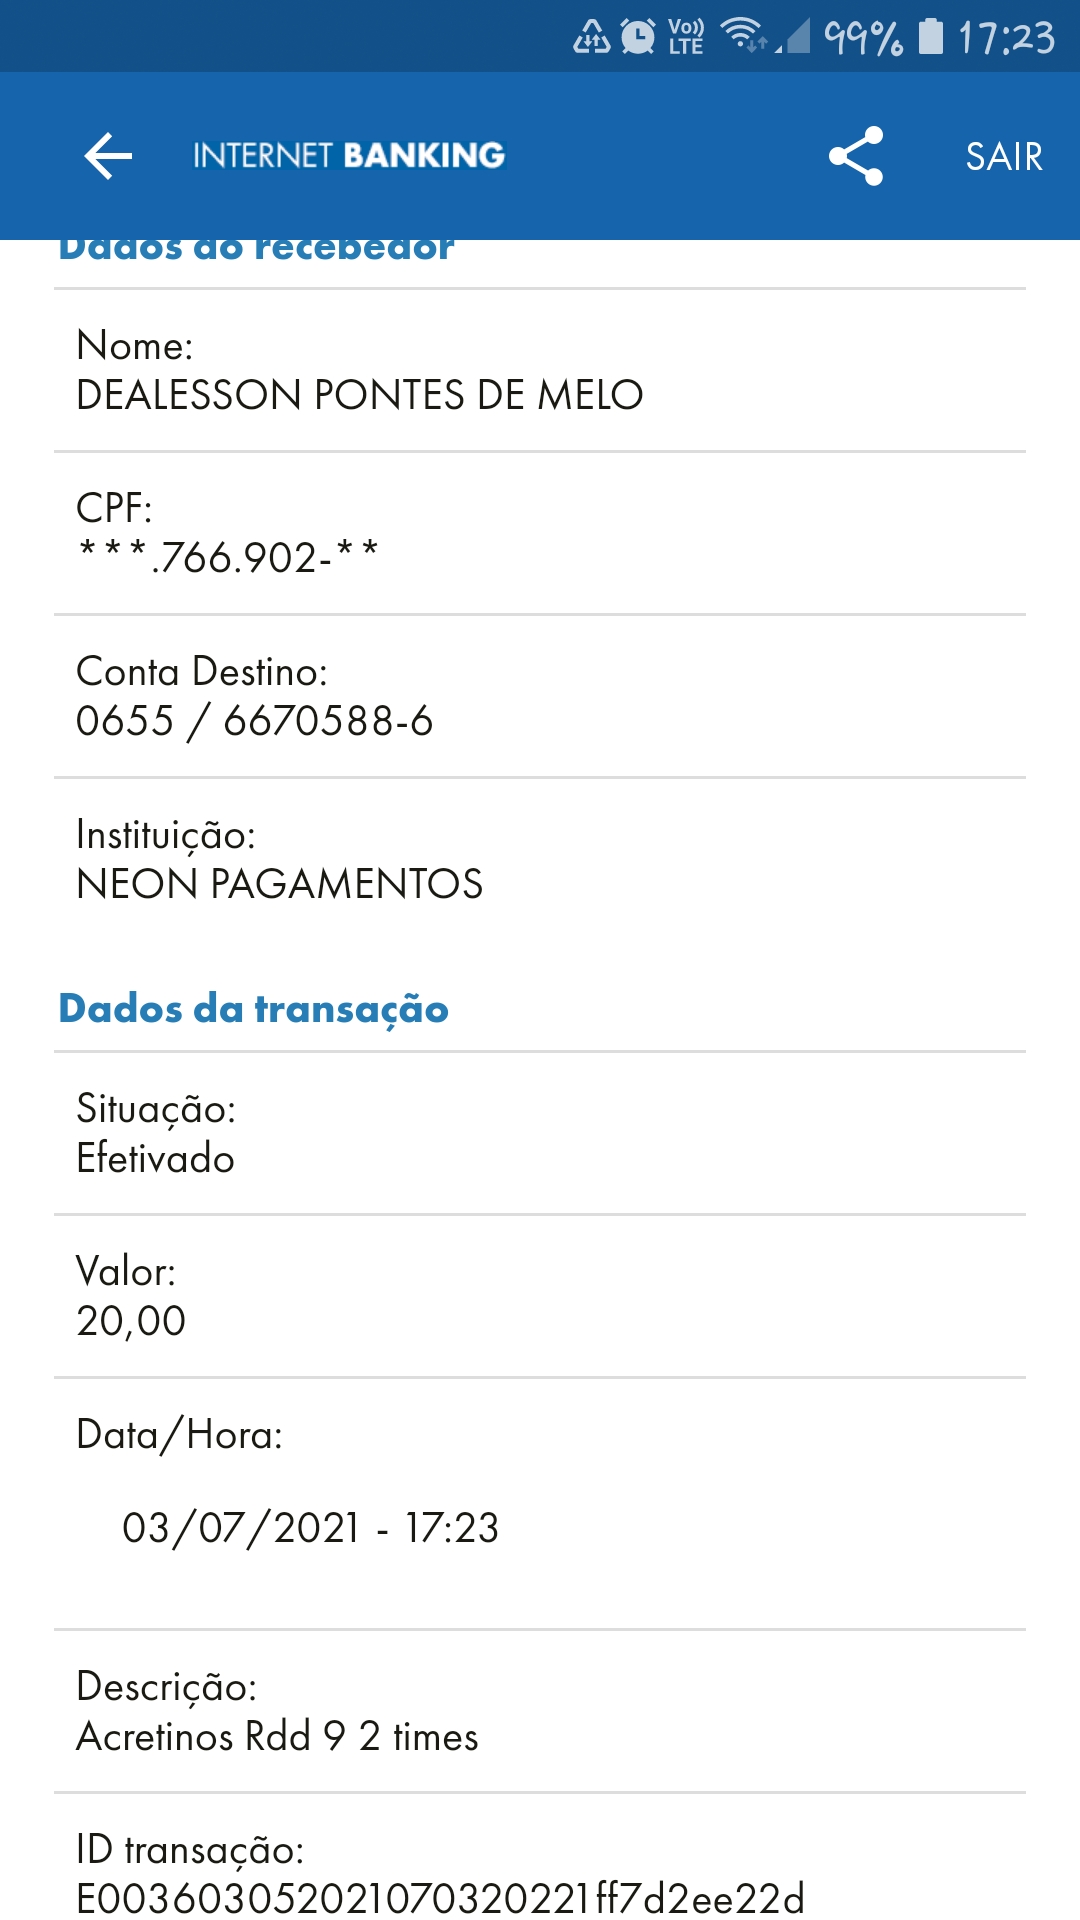 Vo)) LTE 99% 17:23
INTERNET BANKING SAIR
Dados do recebedor
Nome:
DEALESSON PONTES DE MELO
CPF:
***.766.902-**
Conta Destino:
0655 / 6670588-6
Instituição:
NEON PAGAMENTOS
Dados da transação
Situação:
Efetivado
Valor:
20,00
Data/Hora:
03/07/2021 - 17:23
Descrição:
Acretinos Rdd 9 2 times
ID transação:
E00360305202107032022​1ff7d2ee22d